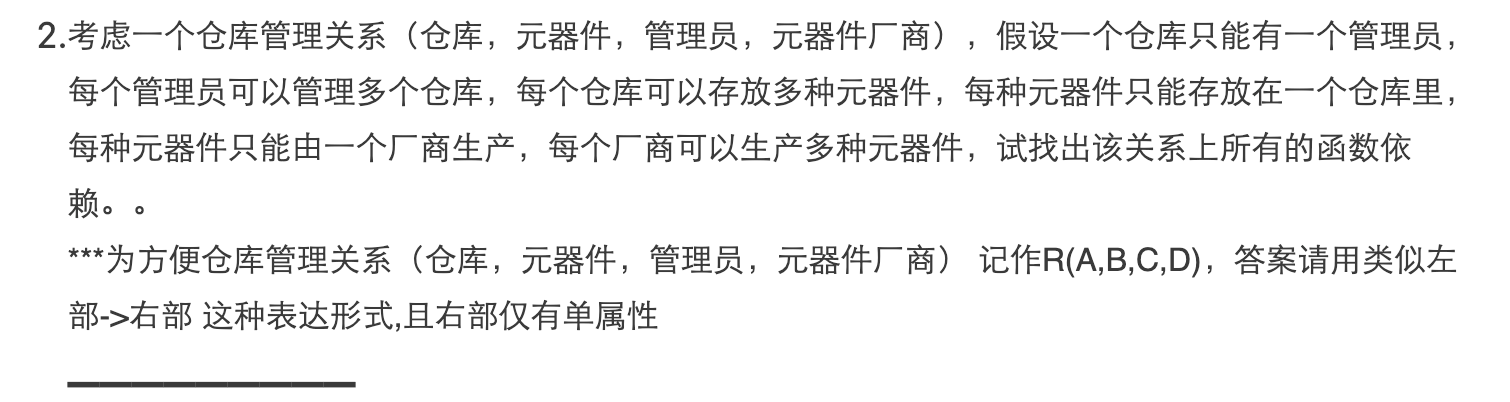 2.考虑一个仓库管理关系（仓库，元器件，管理员，元器件厂商），假设一个仓库只能有一个管理员，
每个管理员可以管理多个仓库，每个仓库可以存放多种元器件，每种元器件只能存放在一个仓库里，
每种元器件只能由一个厂商生产，每个厂商可以生产多种元器件，试找出该关系上所有的函数依
赖。。
***为方便仓库管理关系（仓库，元器件，管理员，元器件厂商） 记作R(A,B,C,D)，答案请用类似左
部->右部 这种表达形式,且右部仅有单属性